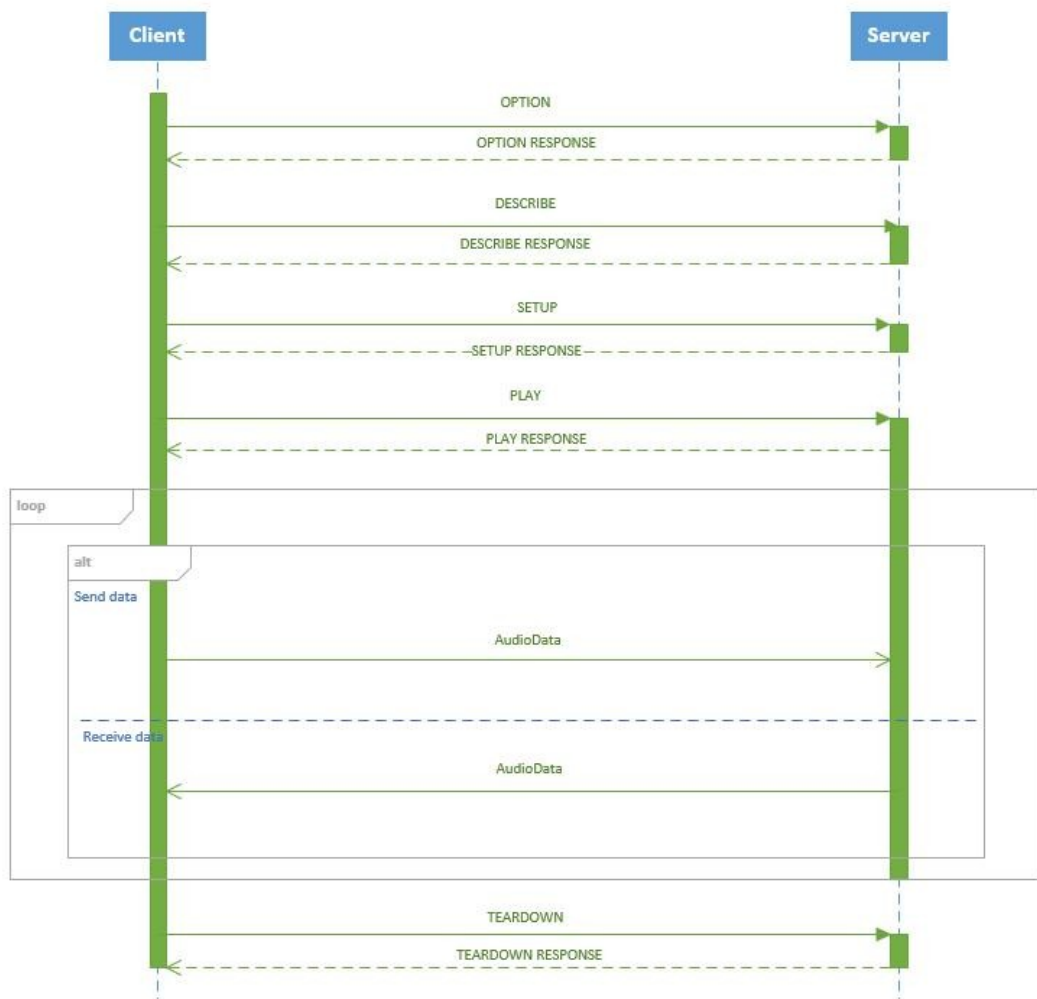 Client
Server
OPTION
OPTION RESPONSE
DESCRIBE
DESCRIBE RESPONSE
SETUP
SETUP RESPONSE
PLAY
PLAY RESPONSE
loop
alt
Send data
AudioData
Receive data
AudioData
TEARDOWN
TEARDOWN RESPONSE